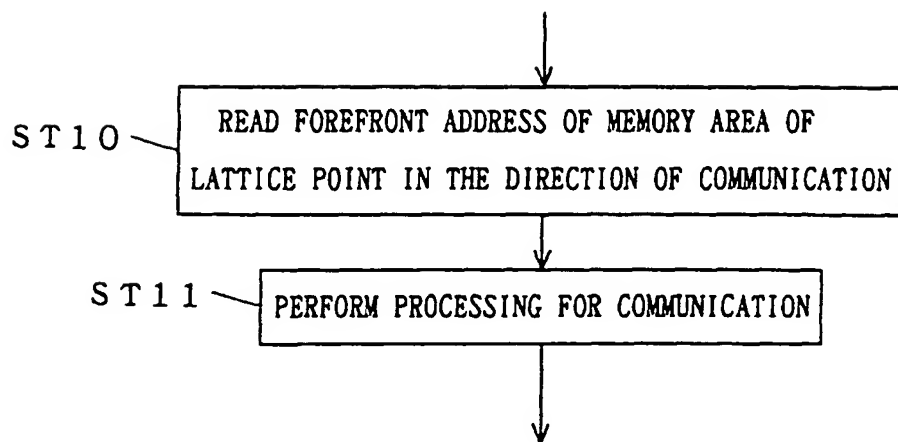 READ FOREFRONT ADDRESS OF MEMORY AREA OF
ST10
LATTICE POINT IN THE DIRECTION OF COMMUNICATION
ST11
PERFORM PROCESSING FOR COMMUNICATION